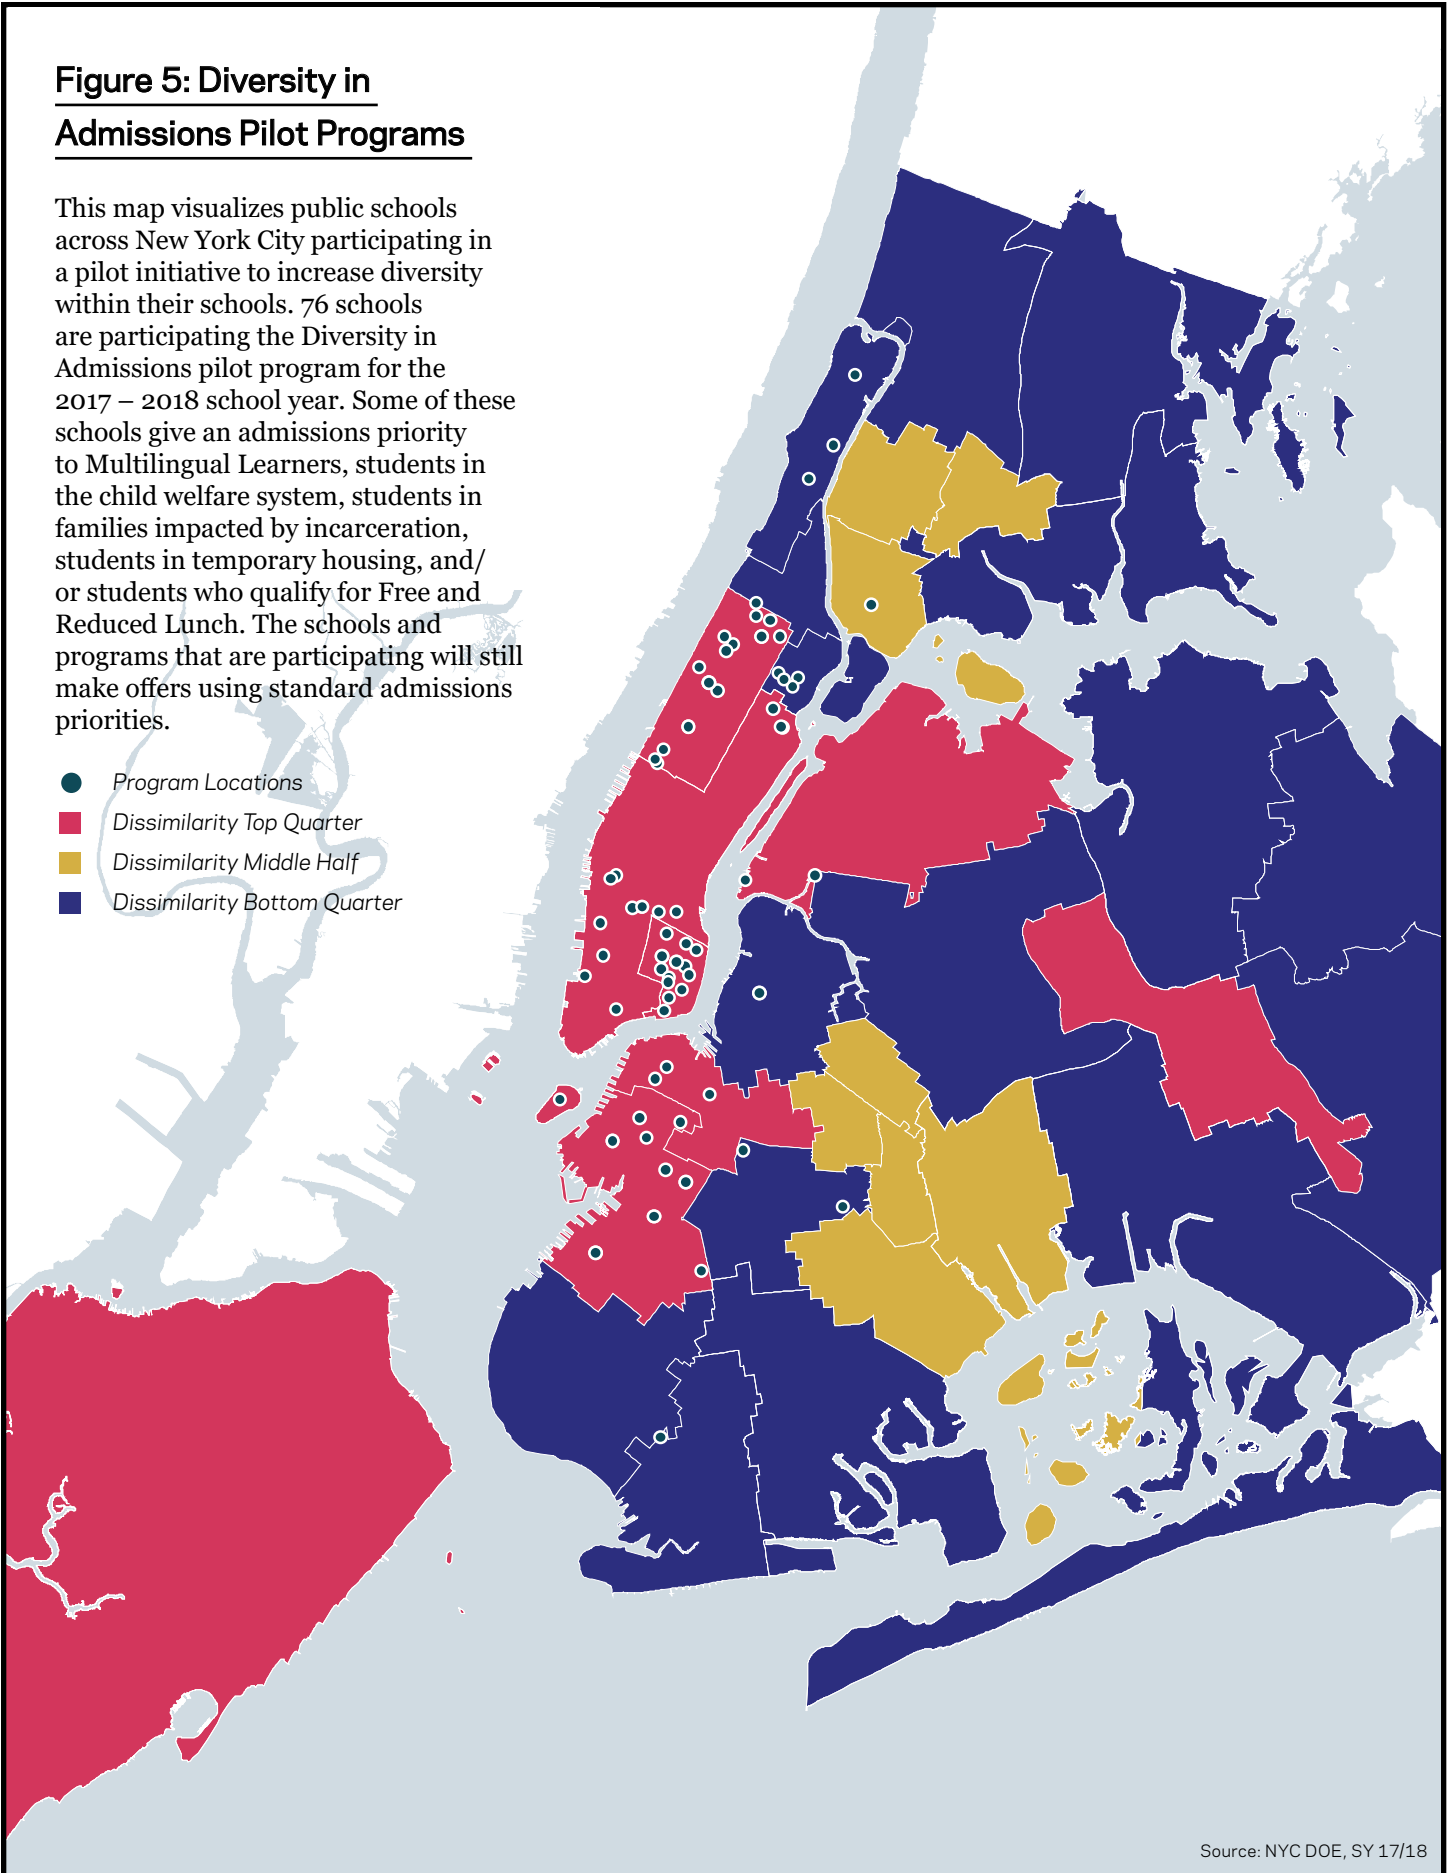 Figure 5: Diversity in
Admissions Pilot Programs
This map visualizes public schools
across New York City participating in
a pilot initiative to increase diversity
within their schools. 76 schools
are participating the Diversity in
Admissions pilot program for the
2017 – 2018 school year. Some of these
schools give an admissions priority
to Multilingual Learners, students in
the child welfare system, students in
families impacted by incarceration,
students in temporary housing, and/
or students who qualify for Free and
Reduced Lunch. The schools and
programs that are participating will still
make offers using standard admissions
priorities.
Program Locations
Dissimilarity Top Quarter
Dissimilarity Middle Half
Dissimilarity Bottom Quarter
Source: NYC DOE, SY 17/18